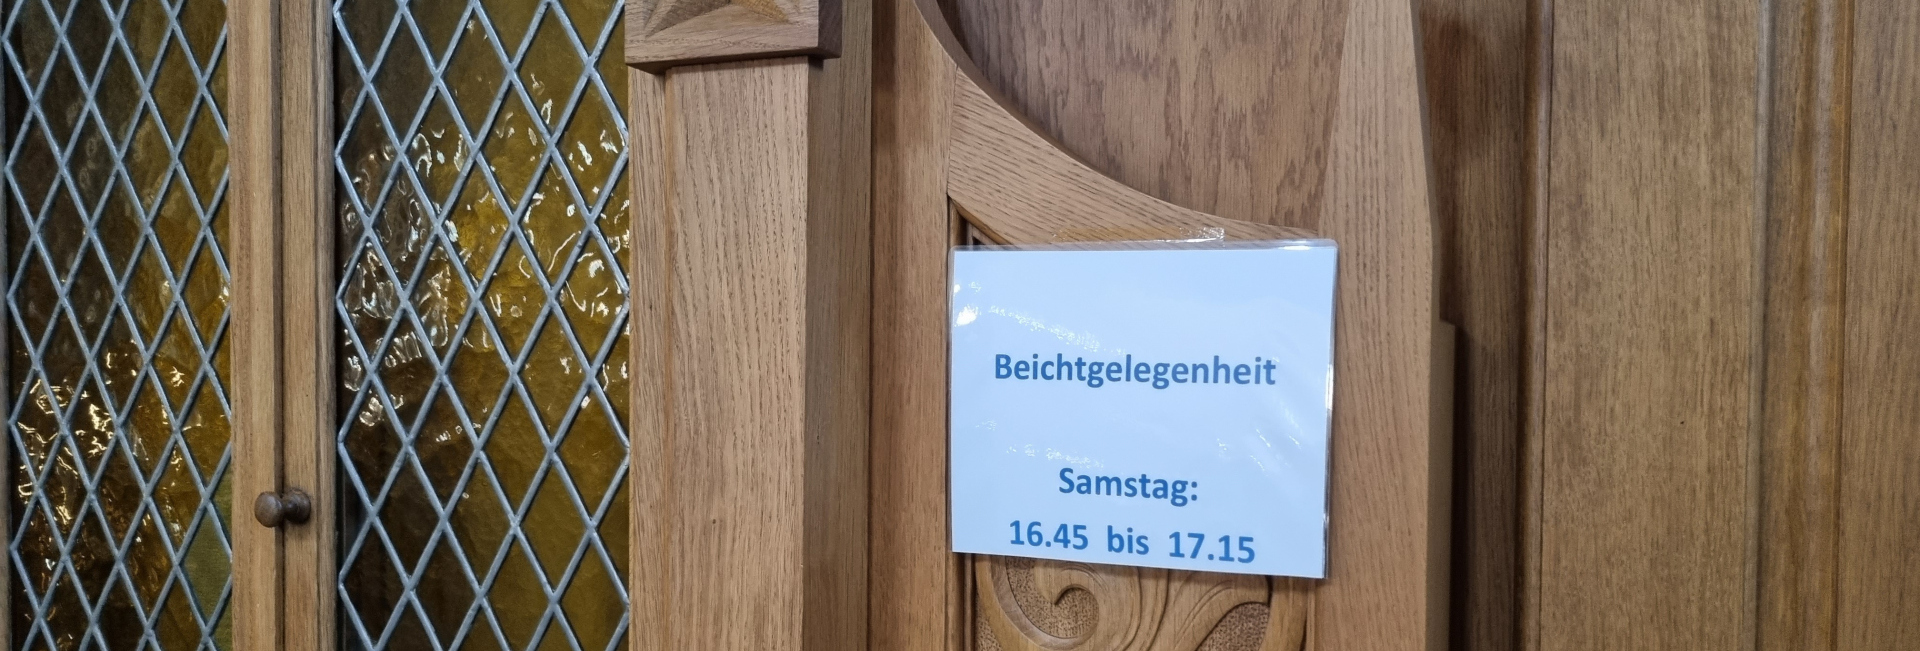 Beichtgelegenheit
Samstag:
16.45 bis 17.15